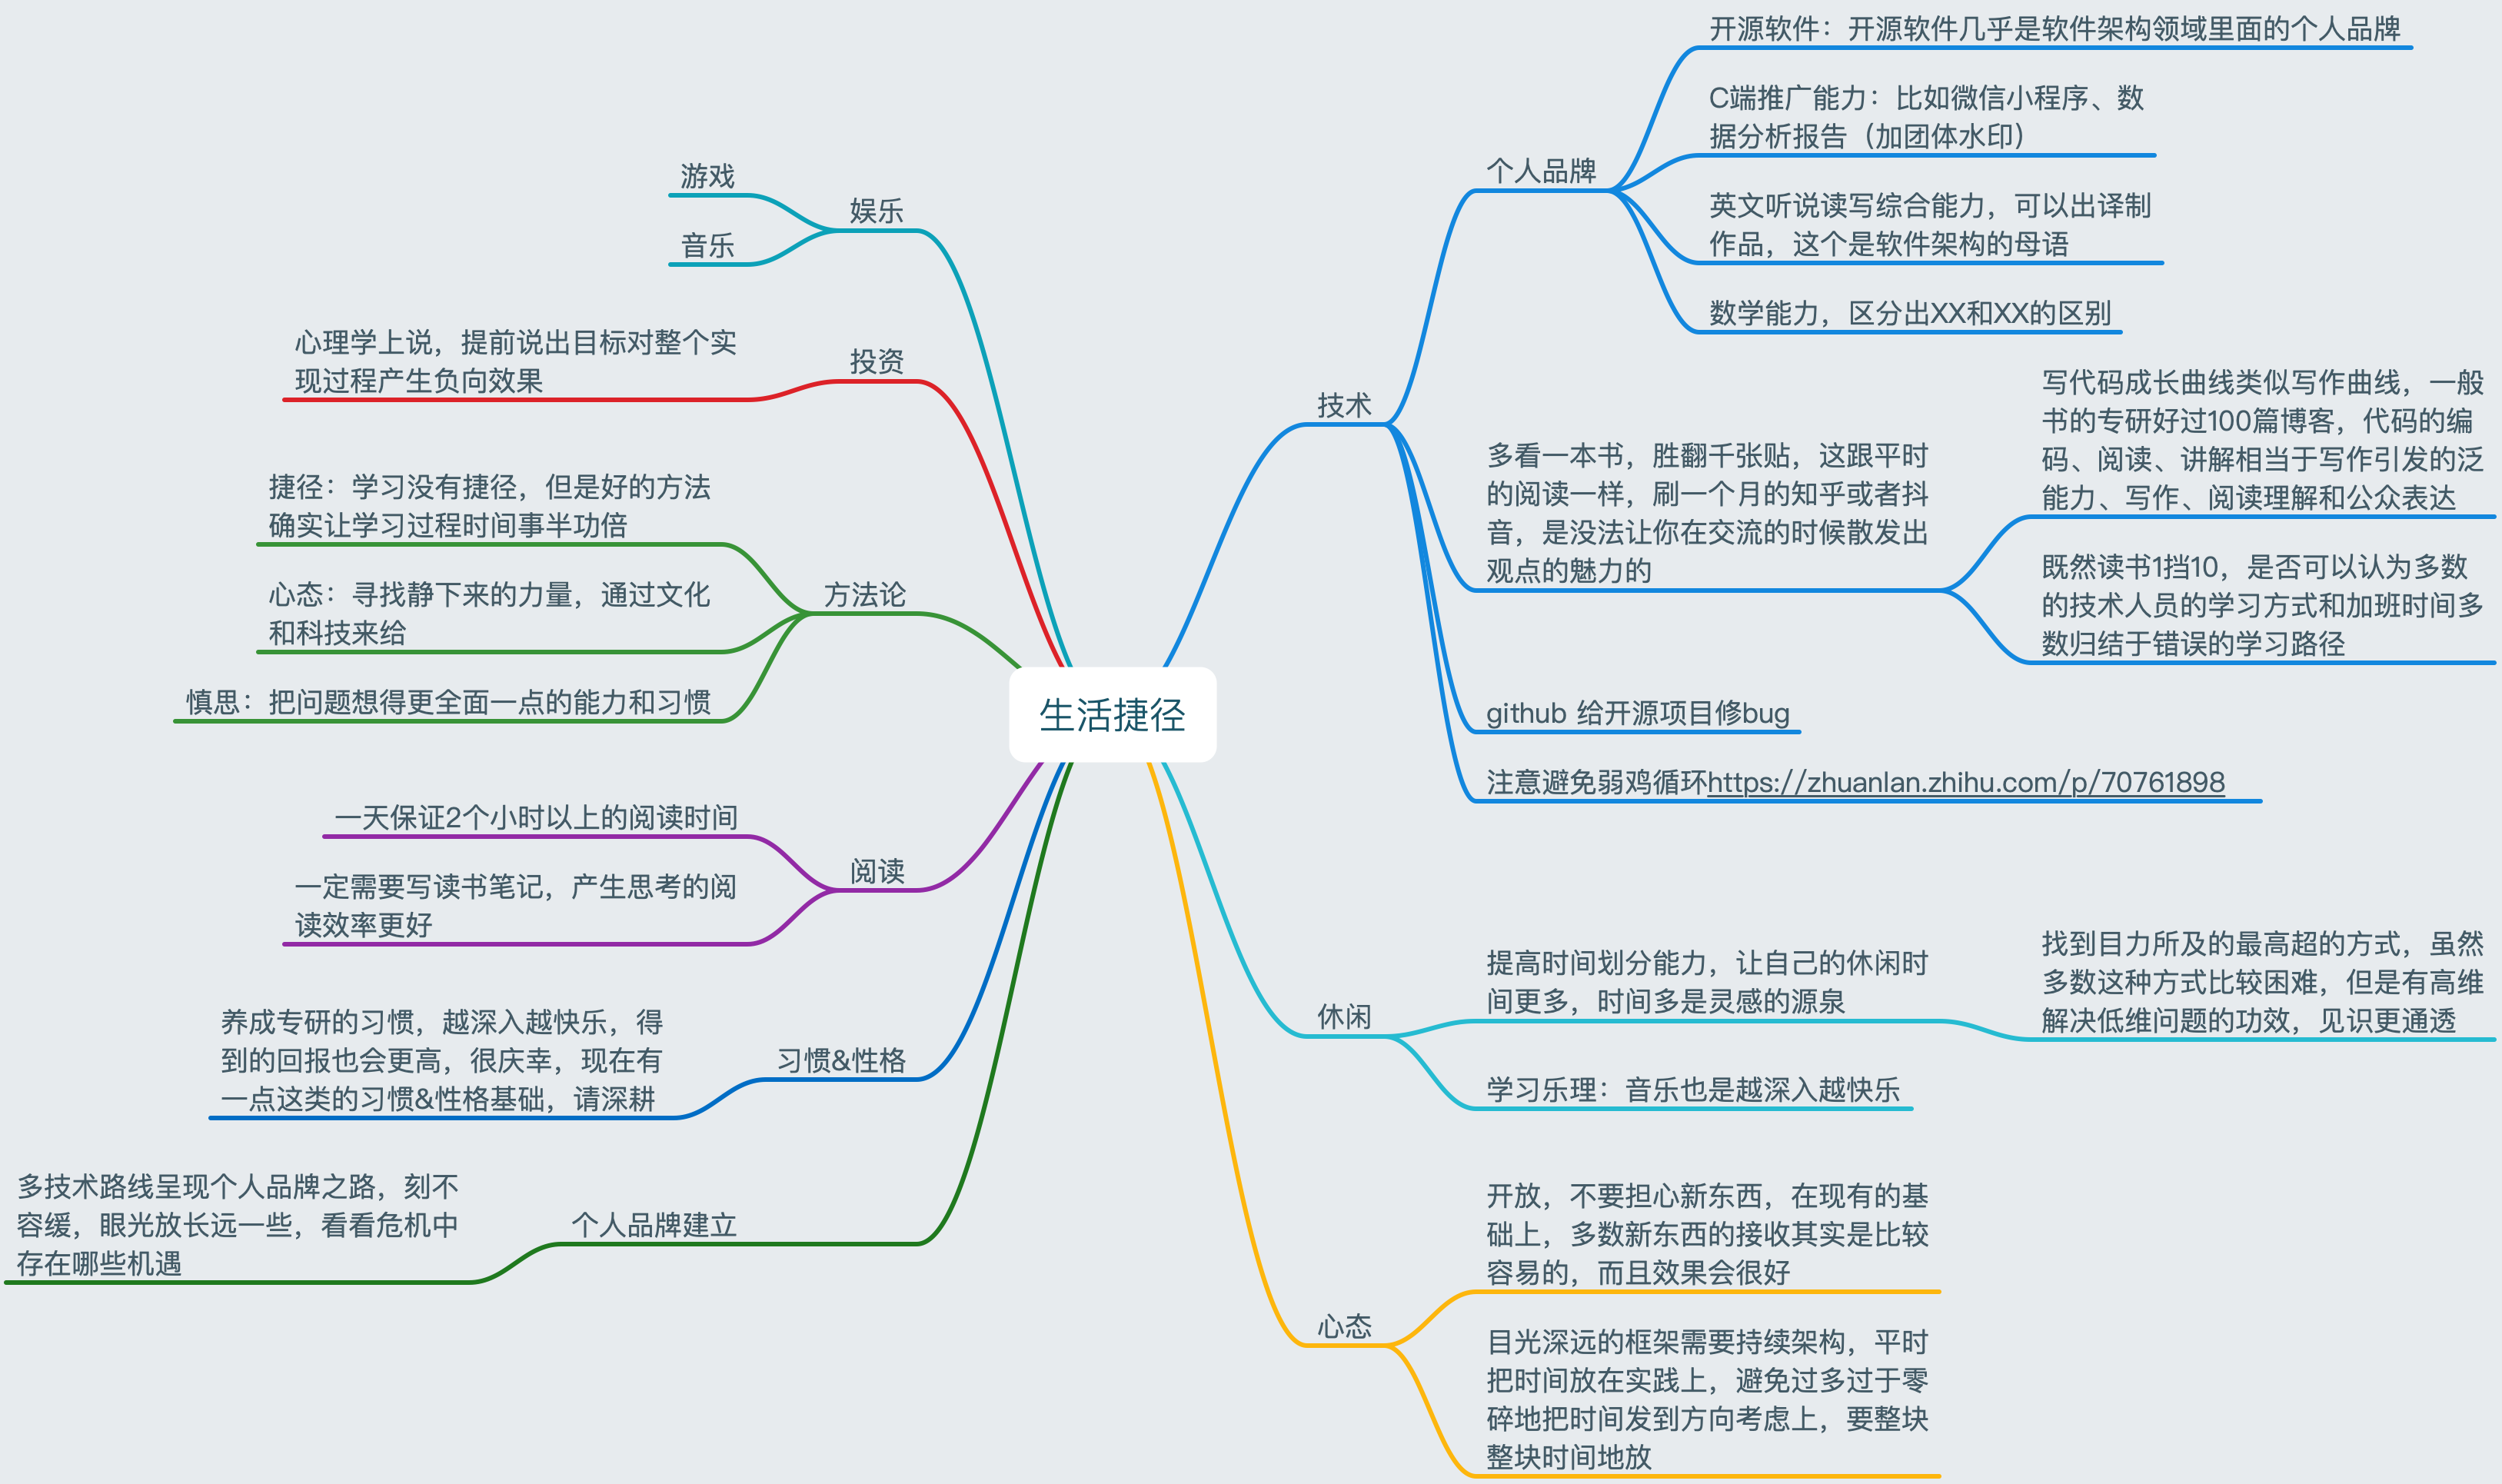 生活捷径
技术
个人品牌
开源软件：开源软件几乎是软件架构领域里面的个人品牌
C端推广能力：比如微信小程序、数
据分析报告（加团体水印）
英文听说读写综合能力，可以出译制
作品，这个是软件架构的母语
数学能力，区分出XX和XX的区别
多看一本书，胜翻千张贴，这跟平时
的阅读一样，刷一个月的知乎或者抖
音，是没法让你在交流的时候散发出
观点的魅力的
写代码成长曲线类似写作曲线，一般
书的专研好过100篇博客，代码的编
码、阅读、讲解相当于写作引发的泛
能力、写作、阅读理解和公众表达
既然读书1挡10，是否可以认为多数
的技术人员的学习方式和加班时间多
数归结于错误的学习路径
github 给开源项目修bug
注意避免弱鸡循环https://zhuanlan.zhihu.com/p/70761898
休闲
提高时间划分能力，让自己的休闲时
间更多，时间多是灵感的源泉
找到目力所及的最高超的方式，虽然
多数这种方式比较困难，但是有高维
解决低维问题的功效，见识更通透
学习乐理：音乐也是越深入越快乐
心态
开放，不要担心新东西，在现有的基
础上，多数新东西的接收其实是比较
容易的，而且效果会很好
目光深远的框架需要持续架构，平时
把时间放在实践上，避免过多过于零
碎地把时间发到方向考虑上，要整块
整块时间地放
娱乐
游戏
音乐
投资
心理学上说，提前说出目标对整个实
现过程产生负向效果
方法论
捷径：学习没有捷径，但是好的方法
确实让学习过程时间事半功倍
心态：寻找静下来的力量，通过文化
和科技来给
慎思：把问题想得更全面一点的能力和习惯
阅读
一天保证2个小时以上的阅读时间
一定需要写读书笔记，产生思考的阅
读效率更好
习惯&性格
养成专研的习惯，越深入越快乐，得
到的回报也会更高，很庆幸，现在有
一点这类的习惯&性格基础，请深耕
个人品牌建立
多技术路线呈现个人品牌之路，刻不
容缓，眼光放长远一些，看看危机中
存在哪些机遇